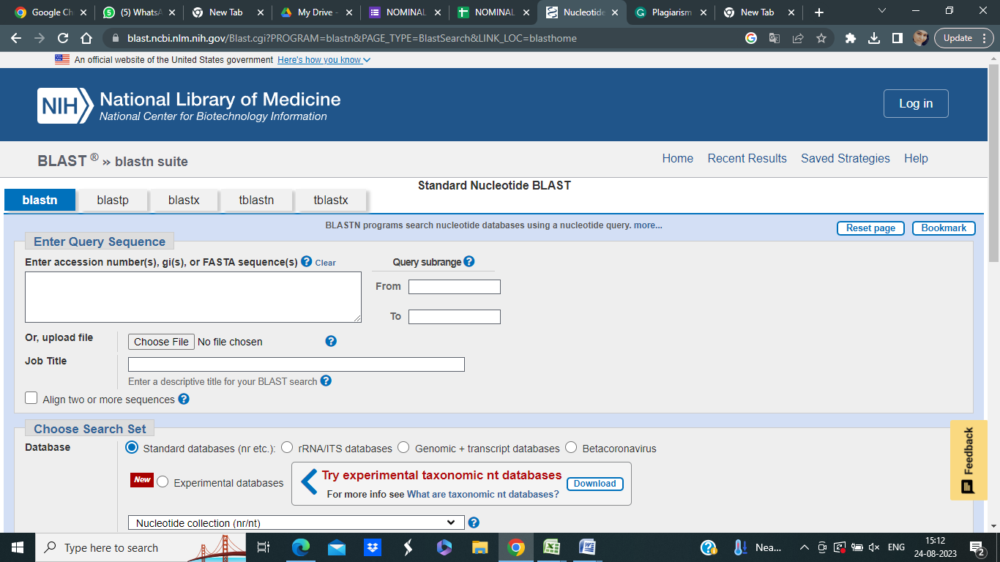 Google Ch
(5) WhatsA
New Tab
My Drive -
NOMINAL
NOMINAL
Nucleotide
Plagiarism
New Tab
blast.ncbi.nlm.nih.gov/Blast.cgi?PROGRAM=blastn&PAGE_TYPE=BlastSearch&LINK_LOC=blasthome
Update
An official website of the United States government Here's how you know
NIH National Library of Medicine
National Center for Biotechnology Information
Log in
BLAST ® » blastn suite
Home Recent Results Saved Strategies Help
Standard Nucleotide BLAST
blastn blastp blastx tblastn tblastx
BLASTN programs search nucleotide databases using a nucleotide query. more...
Reset page Bookmark
Enter Query Sequence
Enter accession number(s), gi(s), or FASTA sequence(s) ? Clear
Query subrange ?
From
To
Or, upload file
Choose File No file chosen ?
Job Title
Enter a descriptive title for your BLAST search ?
Align two or more sequences ?
Choose Search Set
Database
Standard databases (nr etc.): rRNA/ITS databases Genomic + transcript databases Betacoronavirus
New Experimental databases
Try experimental taxonomic nt databases
For more info see What are taxonomic nt databases?
Download
Nucleotide collection (nr/nt) ?
Feedback
Type here to search
Nea...
ENG
15:12
24-08-2023
2